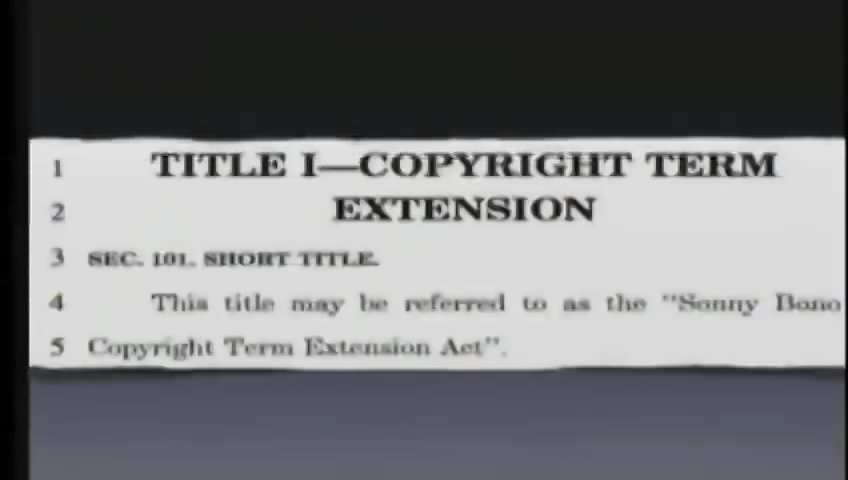 1 TITLE I—COPYRIGHT TERM
2 EXTENSION
3 SEC. 101. SHORT TITLE.
4 This title may be referred to as the "Sonny Bono
5 Copyright Term Extension Act".